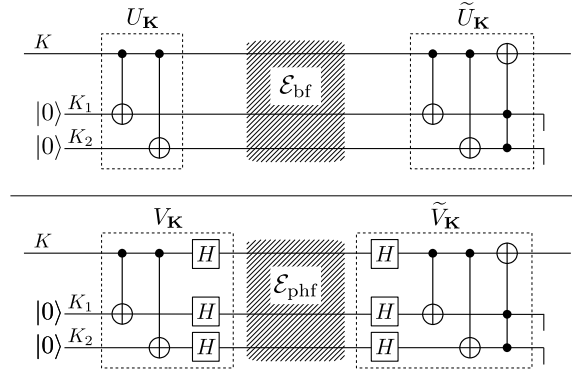 U_K Ũ_K
K
ℰ_bf
|0⟩ K₁
|0⟩ K₂
V_K Ṽ_K
K H H
ℰ_phf
|0⟩ K₁ H H
|0⟩ K₂ H H